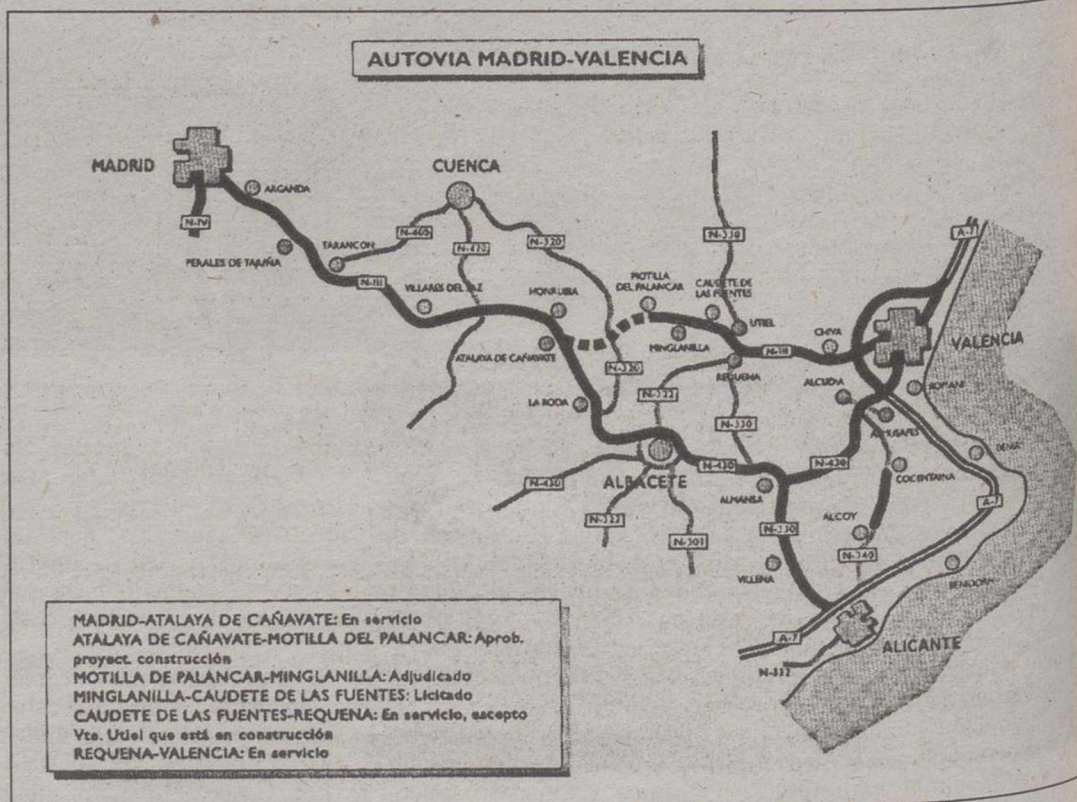 AUTOVIA MADRID-VALENCIA
MADRID
CUENCA
ARGANDA
N-IV
N-400
N-420
N-320
N-330
A-7
TARANCON
PERALES DE TAJUÑA
N-III
VILLARES DEL SAZ
HONRUBIA
MOTILLA
DEL PALANCAR
CAUDETE DE
LAS FUENTES
UTIEL
CHIVA
VALENCIA
ATALAYA DE CAÑAVATE
MINGLANILLA
N-III
N-320
REQUENA
ALCUDIA
ROMANI
LA RODA
N-322
N-330
ALMUSAFES
DENIA
N-430
N-430
COCENTAINA
ALBACETE
N-430
ALMANSA
A-7
N-322
N-301
N-330
ALCOY
N-340
VILLENA
BENIDORM
A-7
ALICANTE
N-332
MADRID-ATALAYA DE CAÑAVATE: En servicio
ATALAYA DE CAÑAVATE-MOTILLA DEL PALANCAR: Aprob.
proyect. construcción
MOTILLA DE PALANCAR-MINGLANILLA: Adjudicado
MINGLANILLA-CAUDETE DE LAS FUENTES: Licitado
CAUDETE DE LAS FUENTES-REQUENA: En servicio, escepto
Vte. Utiel que está en construcción
REQUENA-VALENCIA: En servicio